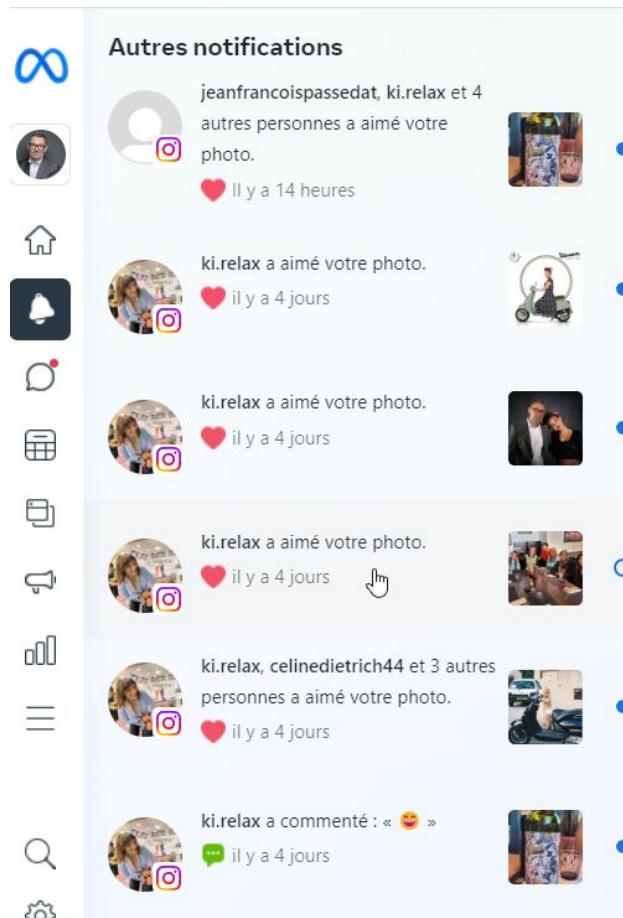 Autres notifications
jeanfrancoispassedat, ki.relax et 4
autres personnes a aimé votre
photo.
Il y a 14 heures
ki.relax a aimé votre photo.
il y a 4 jours
ki.relax a aimé votre photo.
il y a 4 jours
ki.relax a aimé votre photo.
il y a 4 jours
ki.relax, celinedietrich44 et 3 autres
personnes a aimé votre photo.
il y a 4 jours
ki.relax a commenté : « 😄 »
il y a 4 jours